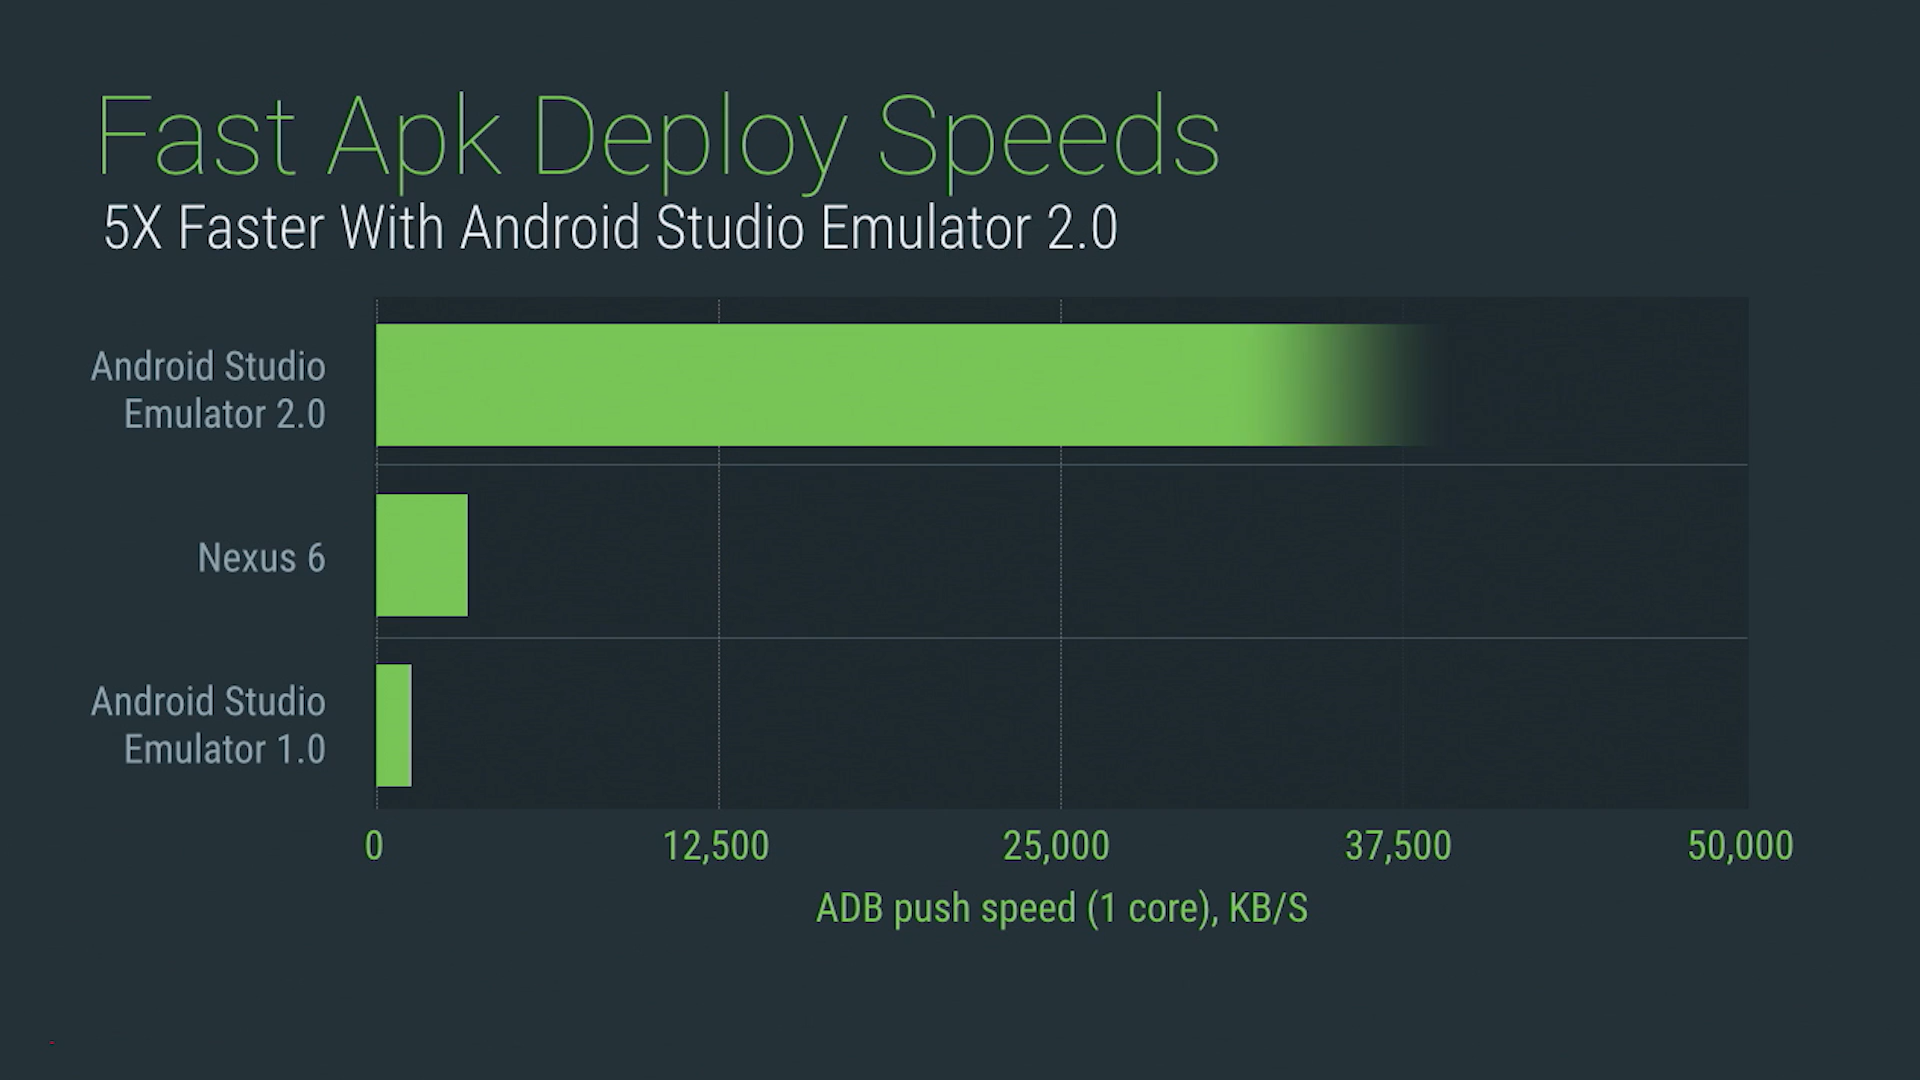 Fast Apk Deploy Speeds
5X Faster With Android Studio Emulator 2.0
Android Studio
Emulator 2.0
Nexus 6
Android Studio
Emulator 1.0
0 12,500 25,000 37,500 50,000
ADB push speed (1 core), KB/S